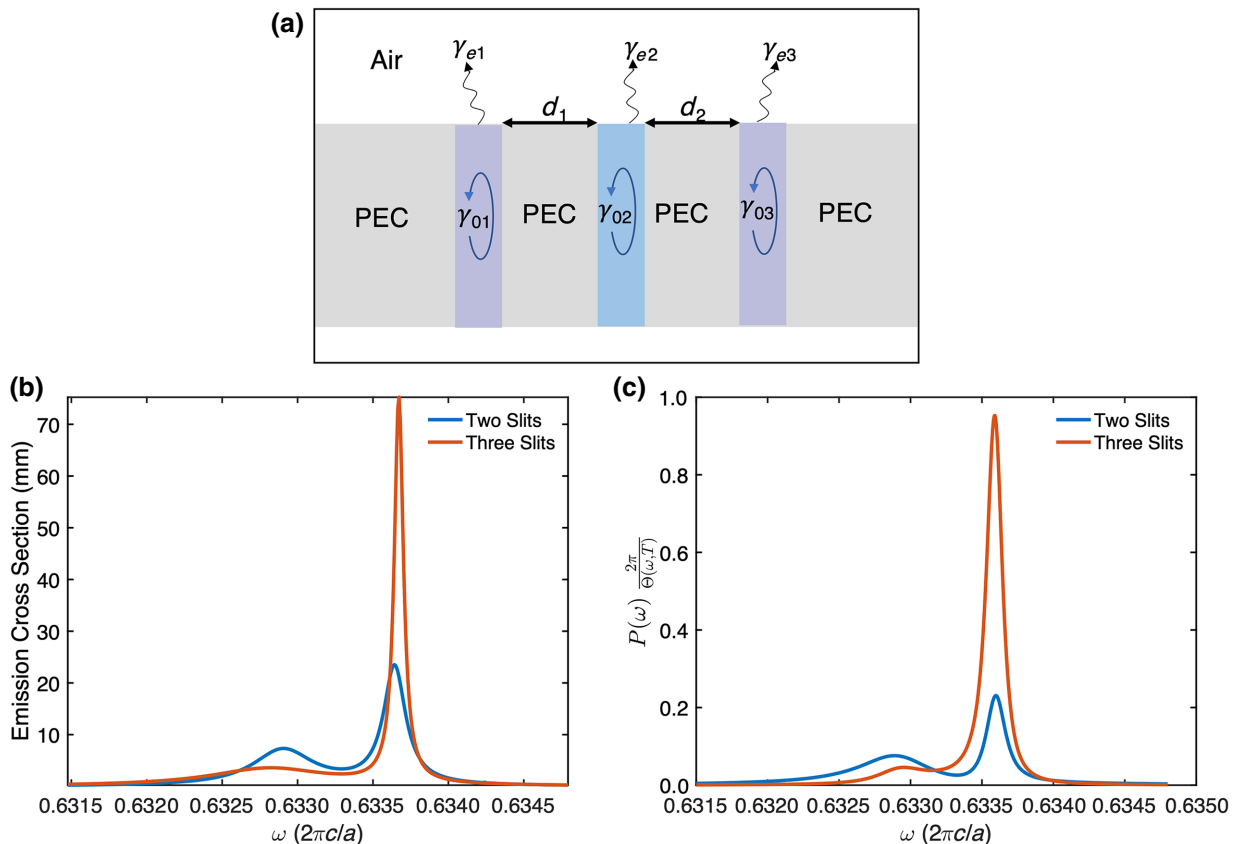 (a)
Air
γe1
γe2
γe3
d1
d2
PEC
γ01
PEC
γ02
PEC
γ03
PEC
(b)
Emission Cross Section (mm)
70
60
50
40
30
20
10
Two Slits
Three Slits
0.6315 0.6320 0.6325 0.6330 0.6335 0.6340 0.6345
ω (2πc/a)
(c)
P(ω) 2π/Θ(ω,T)
1.0
0.8
0.6
0.4
0.2
0.0
Two Slits
Three Slits
0.6315 0.6320 0.6325 0.6330 0.6335 0.6340 0.6345 0.6350
ω (2πc/a)